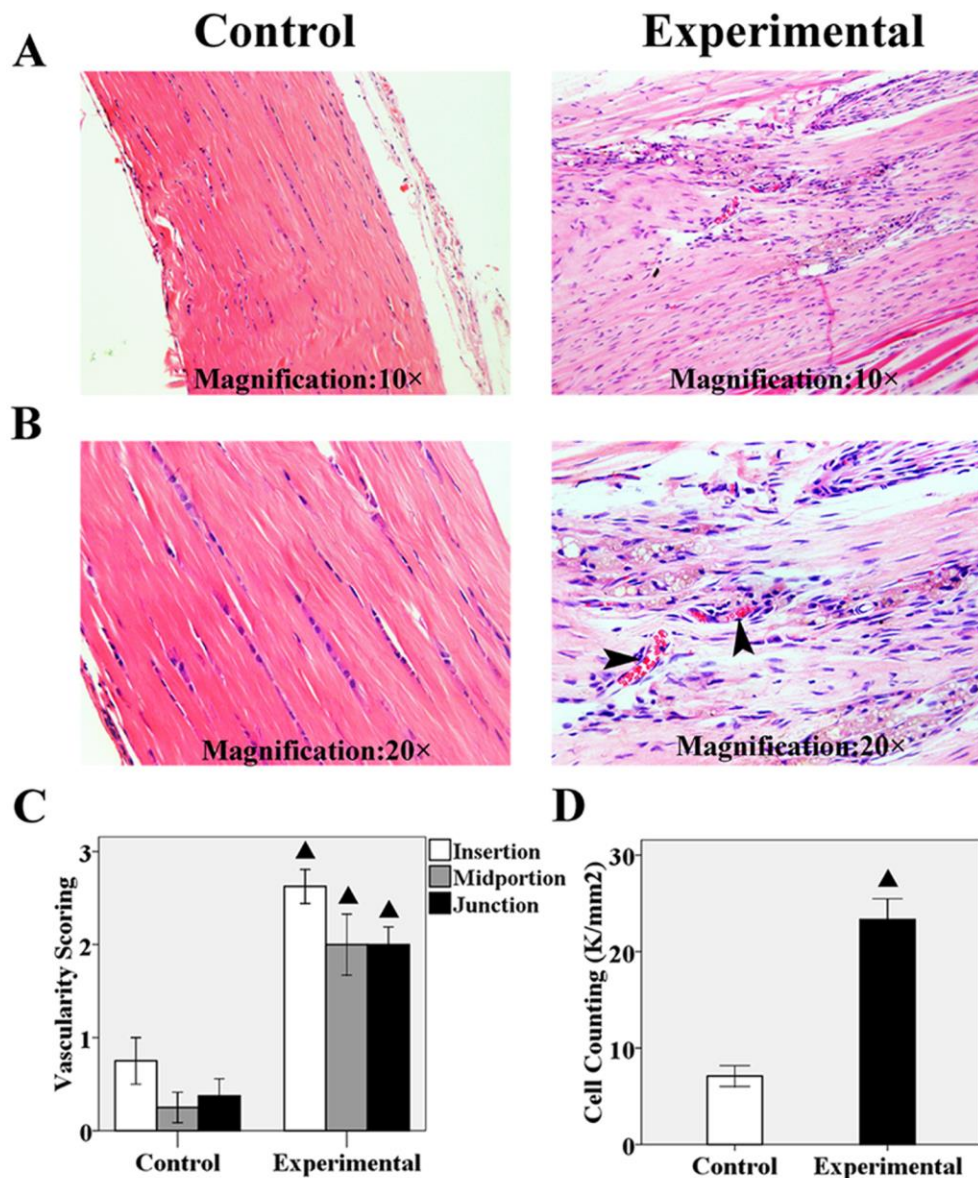 Control Experimental
A
Magnification:10× Magnification:10×
B
Magnification:20× Magnification:20×
C
Vascularity Scoring
3
2
1
0
Insertion
Midportion
Junction
Control Experimental
D
Cell Counting (K/mm2)
30
20
10
0
Control Experimental